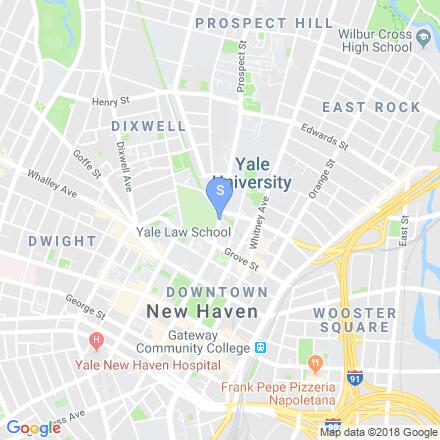 PROSPECT HILL
Wilbur Cross
High School
Prospect St
Henry St
EAST ROCK
DIXWELL
Edwards St
Goffe St
Dixwell Ave
Yale
University
Orange St
Whalley Ave
S
Whitney Ave
East St
Yale Law School
DWIGHT
Grove St
DOWNTOWN
George St
New Haven
WOOSTER
SQUARE
Gateway
Community College
H
Yale New Haven Hospital
Frank Pepe Pizzeria
Napoletana
91
ess Ave
Google
Map data ©2018 Google